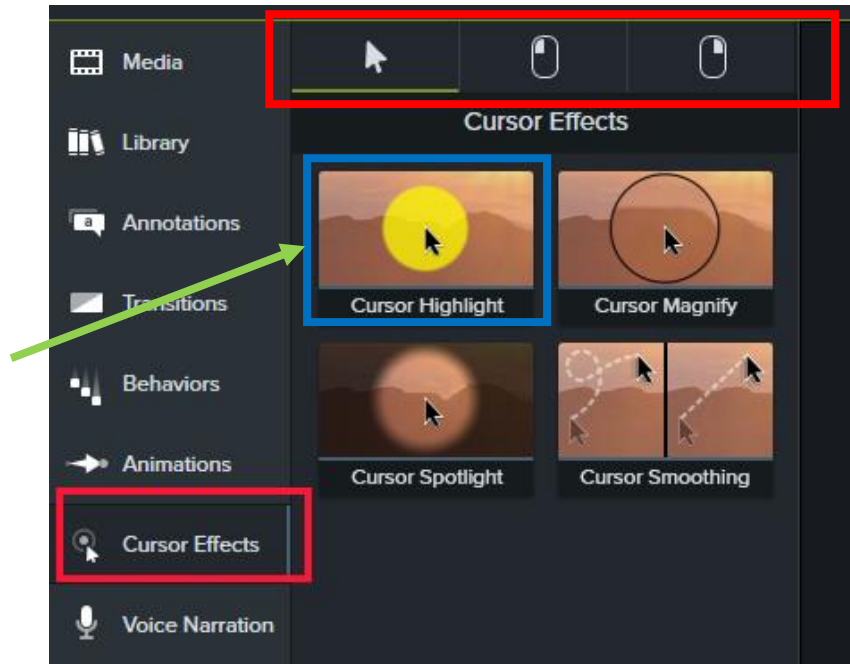 Media
Library
Annotations
a
Transitions
Behaviors
Animations
Cursor Effects
Voice Narration
Cursor Effects
Cursor Highlight
Cursor Magnify
Cursor Spotlight
Cursor Smoothing